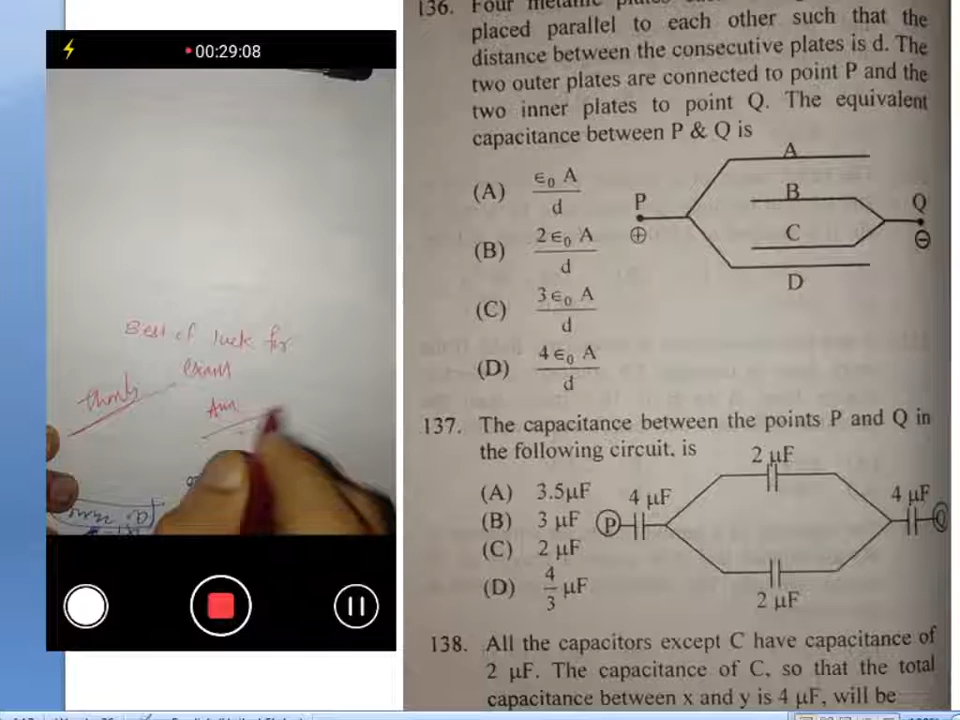 00:29:08
Best of luck for
Exam
Thanks
136. Four metallic plates
placed parallel to each other such that the
distance between the consecutive plates is d. The
two outer plates are connected to point P and the
two inner plates to point Q. The equivalent
capacitance between P & Q is
(A) ϵ₀ A / d
(B) 2 ϵ₀ A / d
(C) 3 ϵ₀ A / d
(D) 4 ϵ₀ A / d
A
B
C
D
P
⊕
Q
⊖
137. The capacitance between the points P and Q in
the following circuit, is
(A) 3.5μF
(B) 3 μF
(C) 2 μF
(D) 4/3 μF
2 μF
4 μF
4 μF
P
2 μF
138. All the capacitors except C have capacitance of
2 μF. The capacitance of C, so that the total
capacitance between x and y is 4 μF, will be